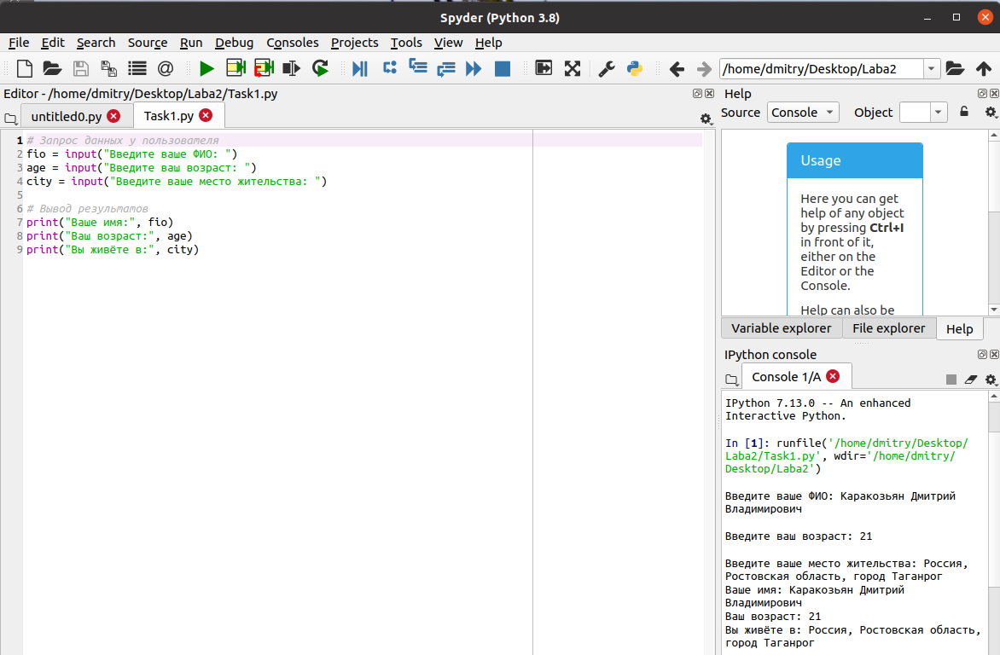 Spyder (Python 3.8)
File Edit Search Source Run Debug Consoles Projects Tools View Help
/home/dmitry/Desktop/Laba2
Editor - /home/dmitry/Desktop/Laba2/Task1.py
untitled0.py Task1.py
1 # Запрос данных у пользователя
2 fio = input("Введите ваше ФИО: ")
3 age = input("Введите ваш возраст: ")
4 city = input("Введите ваше место жительства: ")
5
6 # Вывод результатов
7 print("Ваше имя:", fio)
8 print("Ваш возраст:", age)
9 print("Вы живёте в:", city)
Help
Source Console Object
Usage
Here you can get
help of any object
by pressing Ctrl+I
in front of it,
either on the
Editor or the
Console.
Help can also be
Variable explorer File explorer Help
IPython console
Console 1/A
IPython 7.13.0 -- An enhanced
Interactive Python.
In [1]: runfile('/home/dmitry/Desktop/
Laba2/Task1.py', wdir='/home/dmitry/
Desktop/Laba2')
Введите ваше ФИО: Каракозьян Дмитрий
Владимирович
Введите ваш возраст: 21
Введите ваше место жительства: Россия,
Ростовская область, город Таганрог
Ваше имя: Каракозьян Дмитрий
Владимирович
Ваш возраст: 21
Вы живёте в: Россия, Ростовская область,
город Таганрог